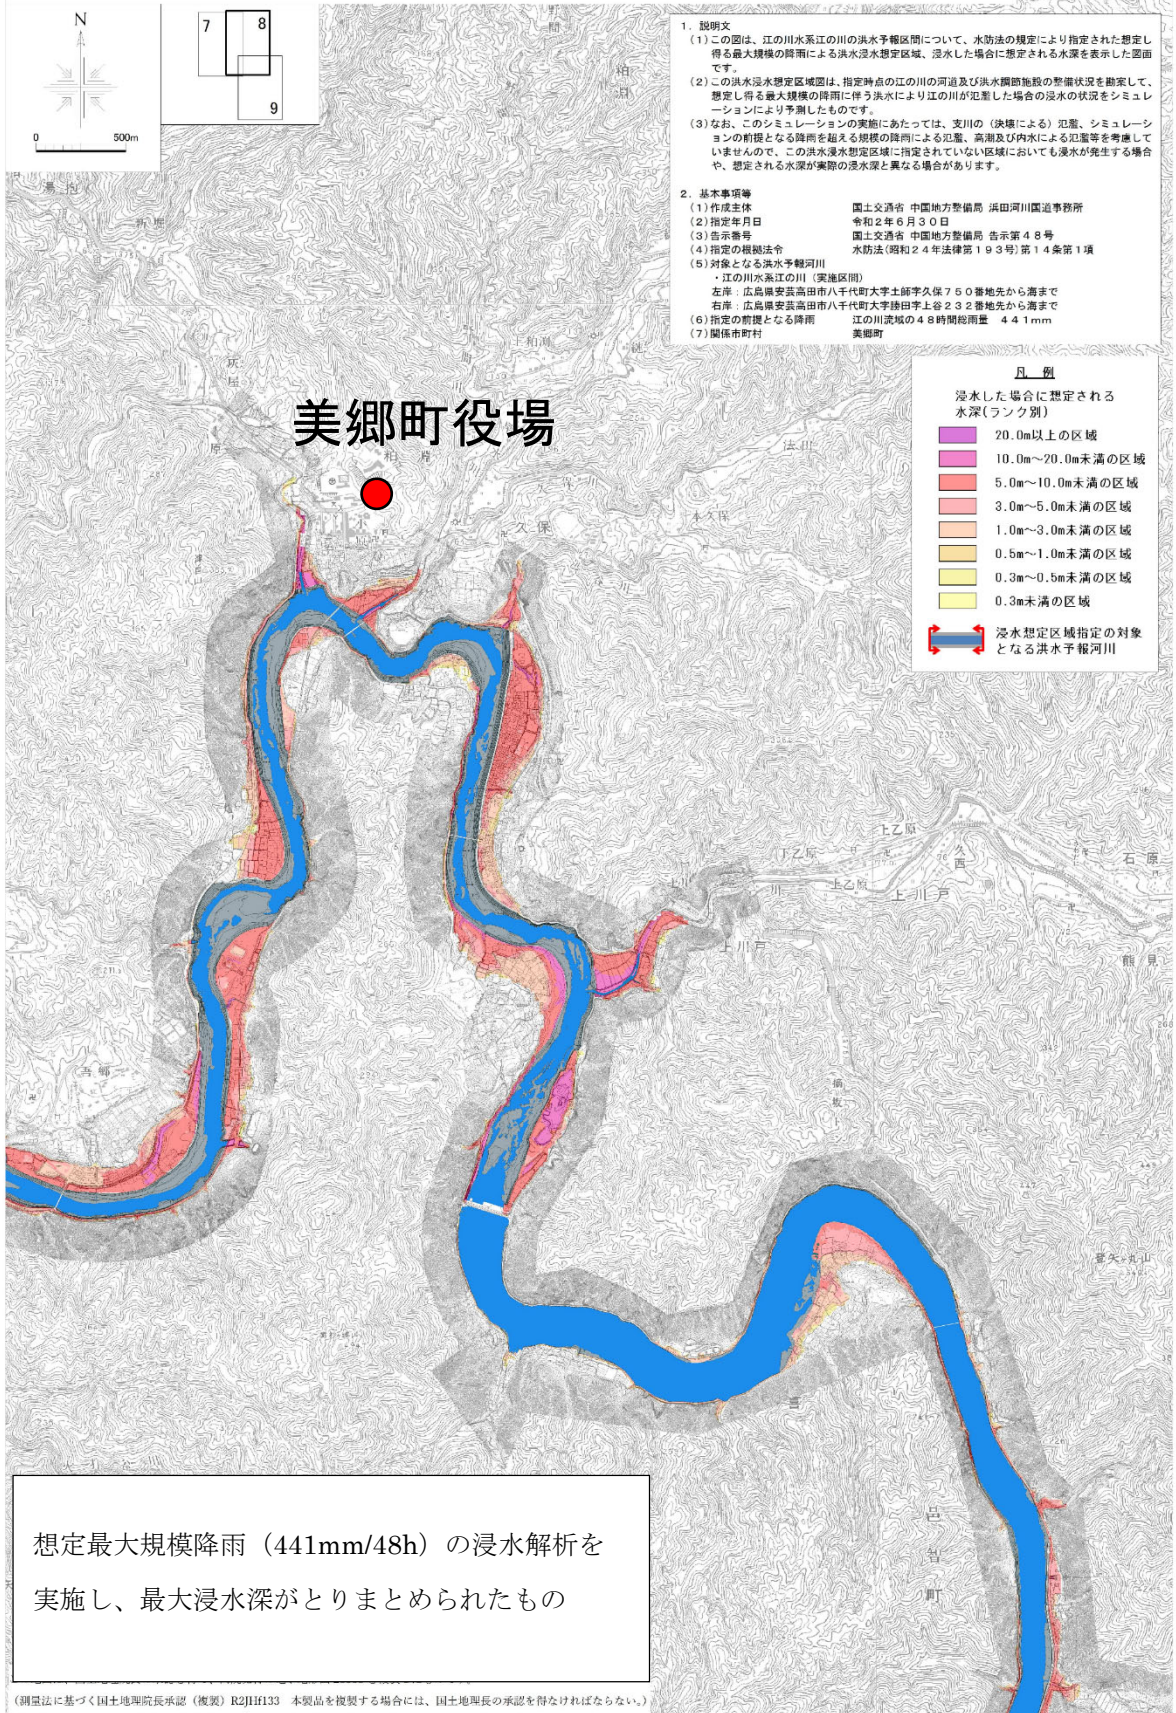 N
0 500m
7
8
9
1．説明文
（1）この図は、江の川水系江の川の洪水予報区間について、水防法の規定により指定された想定し
得る最大規模の降雨による洪水浸水想定区域、浸水した場合に想定される水深を表示した図面
です。
（2）この洪水浸水想定区域図は、指定時点の江の川の河道及び洪水調節施設の整備状況を勘案して、
想定し得る最大規模の降雨に伴う洪水により江の川が氾濫した場合の浸水の状況をシミュレ
ーションにより予測したものです。
（3）なお、このシミュレーションの実施にあたっては、支川の（決壊による）氾濫、シミュレーシ
ョンの前提となる降雨を超える規模の降雨による氾濫、高潮及び内水による氾濫等を考慮して
いませんので、この洪水浸水想定区域に指定されていない区域においても浸水が発生する場合
や、想定される水深が実際の浸水深と異なる場合があります。
2．基本事項等
（1）作成主体 国土交通省 中国地方整備局 浜田河川国道事務所
（2）指定年月日 令和2年6月30日
（3）告示番号 国土交通省 中国地方整備局 告示第48号
（4）指定の根拠法令 水防法（昭和24年法律第193号）第14条第1項
（5）対象となる洪水予報河川
・江の川水系江の川（実施区間）
左岸：広島県安芸高田市八千代町大字土師字久保750番地先から海まで
右岸：広島県安芸高田市八千代町大字勝田字上谷232番地先から海まで
（6）指定の前提となる降雨 江の川流域の48時間総雨量 441mm
（7）関係市町村 美郷町
凡 例
浸水した場合に想定される
水深(ランク別)
20.0m以上の区域
10.0m～20.0m未満の区域
5.0m～10.0m未満の区域
3.0m～5.0m未満の区域
1.0m～3.0m未満の区域
0.5m～1.0m未満の区域
0.3m～0.5m未満の区域
0.3m未満の区域
浸水想定区域指定の対象
となる洪水予報河川
美郷町役場
柏渕
上柏渕
久保
本久保
上乙原
下乙原
上乙原
久西
石原
上川戸
上川戸
熊見
吾郷
登矢ヶ丸山
邑智町
想定最大規模降雨（441mm/48h）の浸水解析を
実施し、最大浸水深がとりまとめられたもの
（測量法に基づく国土地理院長承認（複製）R2JHf133　本製品を複製する場合には、国土地理長の承認を得なければならない。）